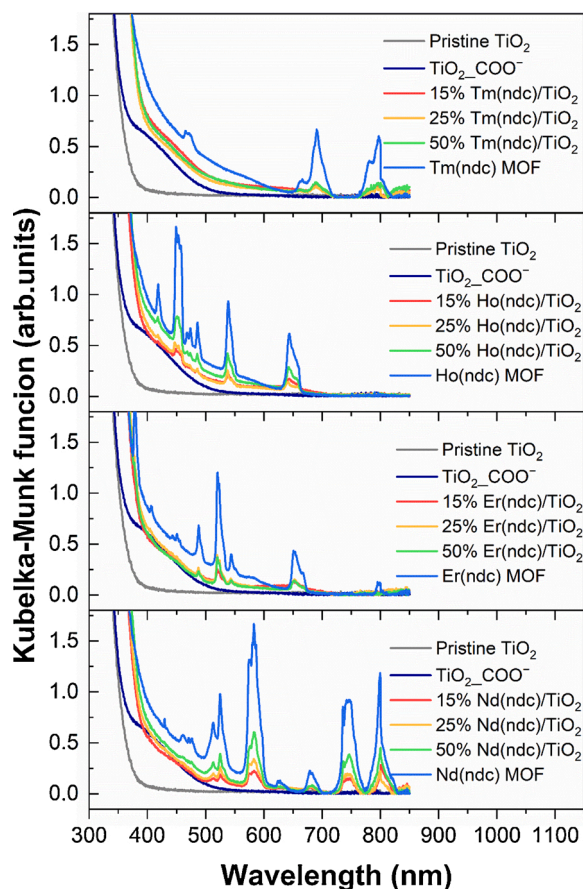 Kubelka-Munk funcion (arb.units)
1.5
1.0
0.5
0.0
Pristine TiO₂
TiO₂_COO⁻
15% Tm(ndc)/TiO₂
25% Tm(ndc)/TiO₂
50% Tm(ndc)/TiO₂
Tm(ndc) MOF
1.5
1.0
0.5
0.0
Pristine TiO₂
TiO₂_COO⁻
15% Ho(ndc)/TiO₂
25% Ho(ndc)/TiO₂
50% Ho(ndc)/TiO₂
Ho(ndc) MOF
1.5
1.0
0.5
0.0
Pristine TiO₂
TiO₂_COO⁻
15% Er(ndc)/TiO₂
25% Er(ndc)/TiO₂
50% Er(ndc)/TiO₂
Er(ndc) MOF
1.5
1.0
0.5
0.0
Pristine TiO₂
TiO₂_COO⁻
15% Nd(ndc)/TiO₂
25% Nd(ndc)/TiO₂
50% Nd(ndc)/TiO₂
Nd(ndc) MOF
300 400 500 600 700 800 900 1000 1100
Wavelength (nm)